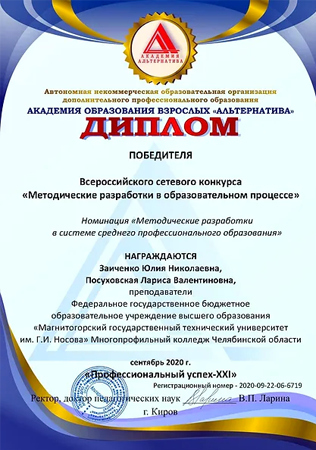 АКАДЕМИЯ
АЛЬТЕРНАТИВА
Автономная некоммерческая образовательная организация
дополнительного профессионального образования
АКАДЕМИЯ ОБРАЗОВАНИЯ ВЗРОСЛЫХ «АЛЬТЕРНАТИВА»
ДИПЛОМ
ПОБЕДИТЕЛЯ
Всероссийского сетевого конкурса
«Методические разработки в образовательном процессе»
Номинация «Методические разработки
в системе среднего профессионального образования»
НАГРАЖДАЮТСЯ
Заиченко Юлия Николаевна,
Посуховская Лариса Валентиновна,
преподаватели
Федеральное государственное бюджетное
образовательное учреждение высшего образования
«Магнитогорский государственный технический университет
им. Г.И. Носова» Многопрофильный колледж Челябинской области
сентябрь 2020 г.
«Профессиональный успех-XXI»
Регистрационный номер - 2020-09-22-06-6719
Ректор, доктор педагогических наук В.П. Ларина
г. Киров